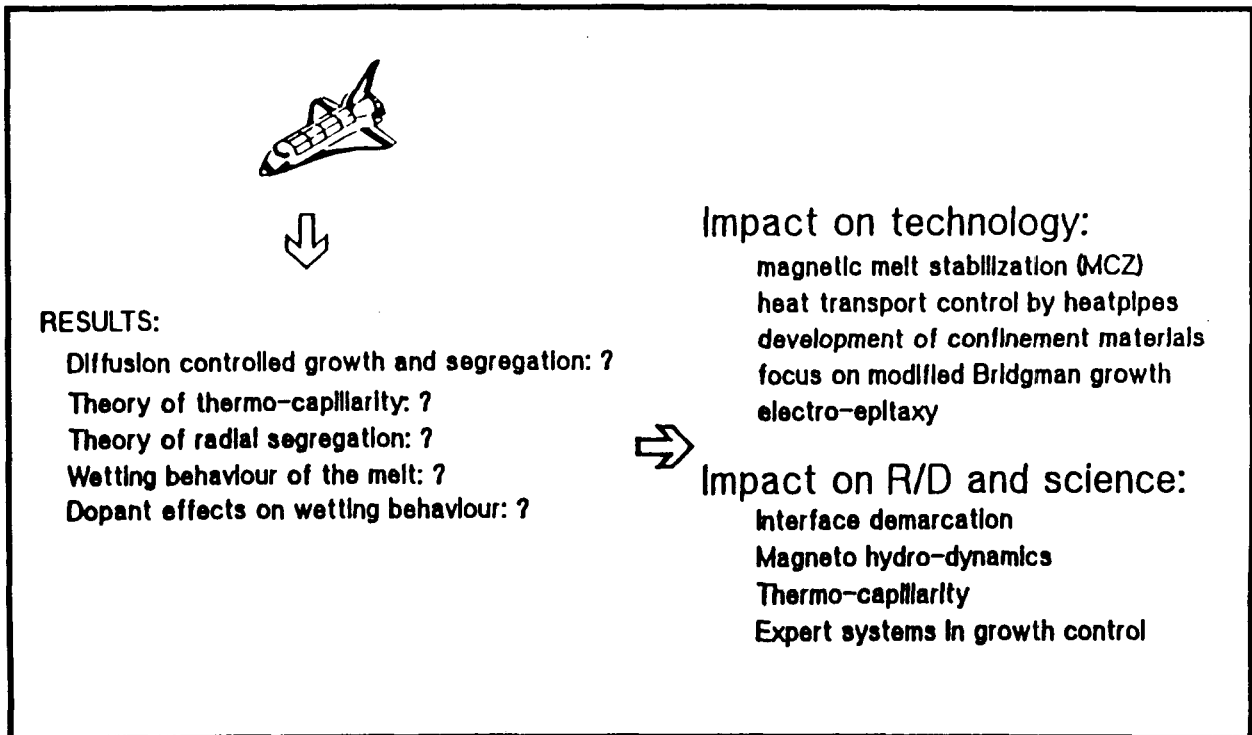 RESULTS:
Diffusion controlled growth and segregation: ?
Theory of thermo-capillarity: ?
Theory of radial segregation: ?
Wetting behaviour of the melt: ?
Dopant effects on wetting behaviour: ?
Impact on technology:
magnetic melt stabilization (MCZ)
heat transport control by heatpipes
development of confinement materials
focus on modified Bridgman growth
electro-epitaxy
Impact on R/D and science:
Interface demarcation
Magneto hydro-dynamics
Thermo-capillarity
Expert systems in growth control